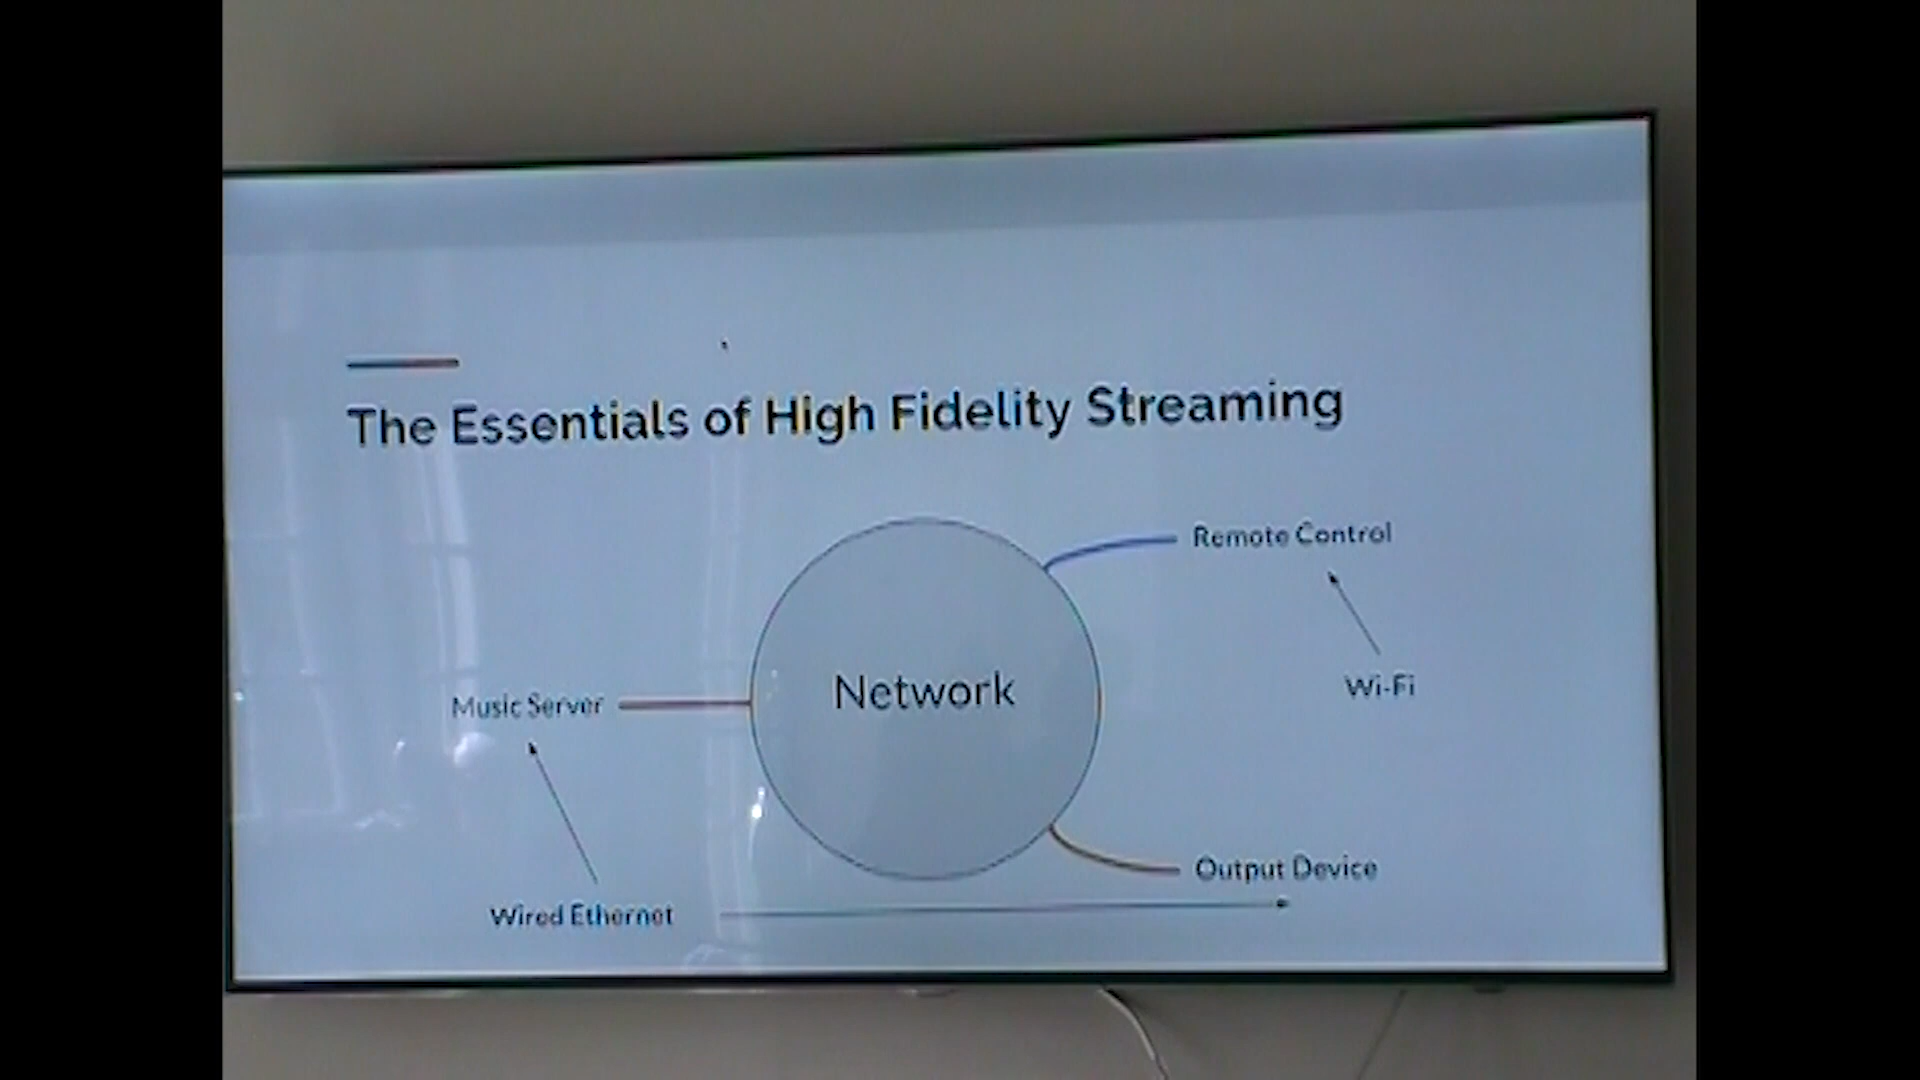 The Essentials of High Fidelity Streaming
Remote Control
Network
Wi-Fi
Music Server
Output Device
Wired Ethernet